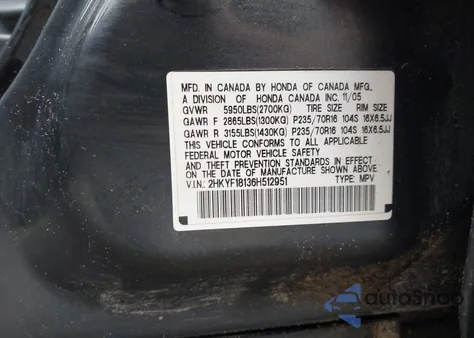 MFD. IN CANADA BY HONDA OF CANADA MFG.,
A DIVISION OF HONDA CANADA INC. 11/05
GVWR 5950LBS(2700KG) TIRE SIZE RIM SIZE
GAWR F 2865LBS(1300KG) P235/70R16 104S 16X6.5JJ
GAWR R 3155LBS(1430KG) P235/70R16 104S 16X6.5JJ
THIS VEHICLE CONFORMS TO ALL APPLICABLE
FEDERAL MOTOR VEHICLE SAFETY
AND THEFT PREVENTION STANDARDS IN EFFECT
ON THE DATE OF MANUFACTURE SHOWN ABOVE.
V.I.N: 2HKYF18136H512951 TYPE: MPV